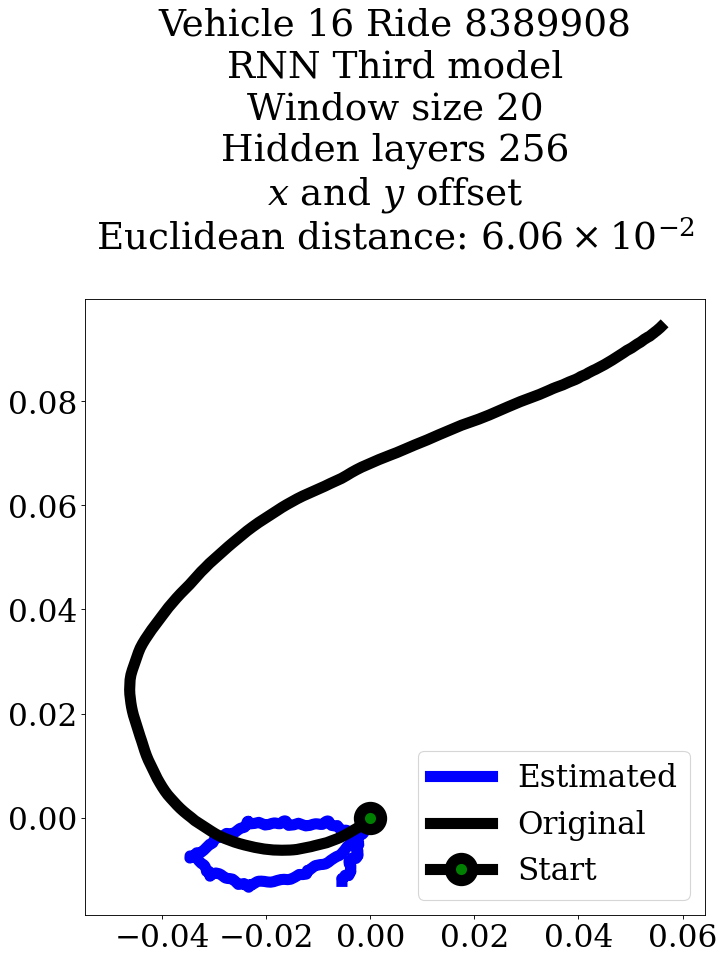 Vehicle 16 Ride 8389908
RNN Third model
Window size 20
Hidden layers 256
x and y offset
Euclidean distance: 6.06 × 10⁻²
0.08
0.06
0.04
0.02
0.00
Estimated
Original
Start
−0.04 −0.02 0.00 0.02 0.04 0.06